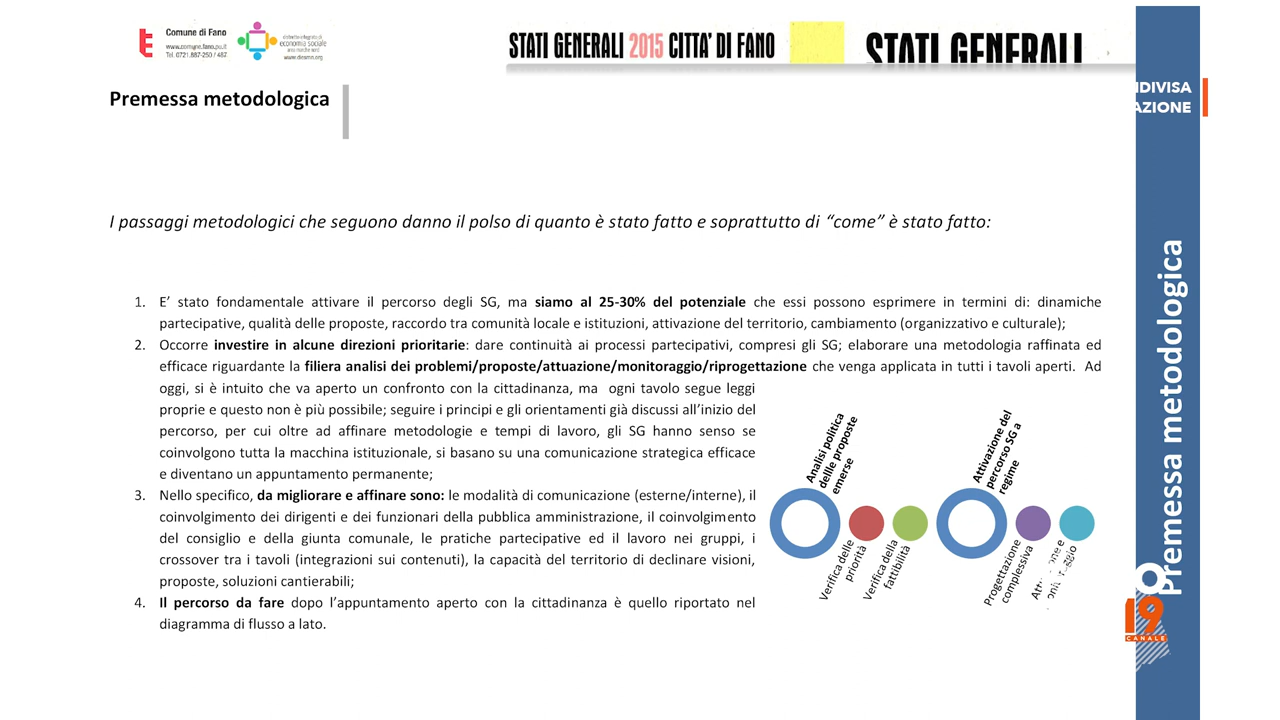 Comune di Fano
www.comune.fano.pu.it
Tel. 0721.887-250 / 482
distretto integrato di
economia sociale
www.dieamn.org
STATI GENERALI 2015 CITTA' DI FANO
STATI GENERALI
NDIVISA
AZIONE
Premessa metodologica
I passaggi metodologici che seguono danno il polso di quanto è stato fatto e soprattutto di “come” è stato fatto:
1. E’ stato fondamentale attivare il percorso degli SG, ma siamo al 25-30% del potenziale che essi possono esprimere in termini di: dinamiche
partecipative, qualità delle proposte, raccordo tra comunità locale e istituzioni, attivazione del territorio, cambiamento (organizzativo e culturale);
2. Occorre investire in alcune direzioni prioritarie: dare continuità ai processi partecipativi, compresi gli SG; elaborare una metodologia raffinata ed
efficace riguardante la filiera analisi dei problemi/proposte/attuazione/monitoraggio/riprogettazione che venga applicata in tutti i tavoli aperti. Ad
oggi, si è intuito che va aperto un confronto con la cittadinanza, ma ogni tavolo segue leggi
proprie e questo non è più possibile; seguire i principi e gli orientamenti già discussi all’inizio del
percorso, per cui oltre ad affinare metodologie e tempi di lavoro, gli SG hanno senso se
coinvolgono tutta la macchina istituzionale, si basano su una comunicazione strategica efficace
e diventano un appuntamento permanente;
3. Nello specifico, da migliorare e affinare sono: le modalità di comunicazione (esterne/interne), il
coinvolgimento dei dirigenti e dei funzionari della pubblica amministrazione, il coinvolgimento
del consiglio e della giunta comunale, le pratiche partecipative ed il lavoro nei gruppi, i
crossover tra i tavoli (integrazioni sui contenuti), la capacità del territorio di declinare visioni,
proposte, soluzioni cantierabili;
4. Il percorso da fare dopo l’appuntamento aperto con la cittadinanza è quello riportato nel
diagramma di flusso a lato.
Analisi politica
dellle proposte
emerse
Verifica delle
priorità
Verifica della
fattibilità
Attivazione del
percorso SG a
regime
Progettazione
complessiva
Premessa metodologica
19
CANALE